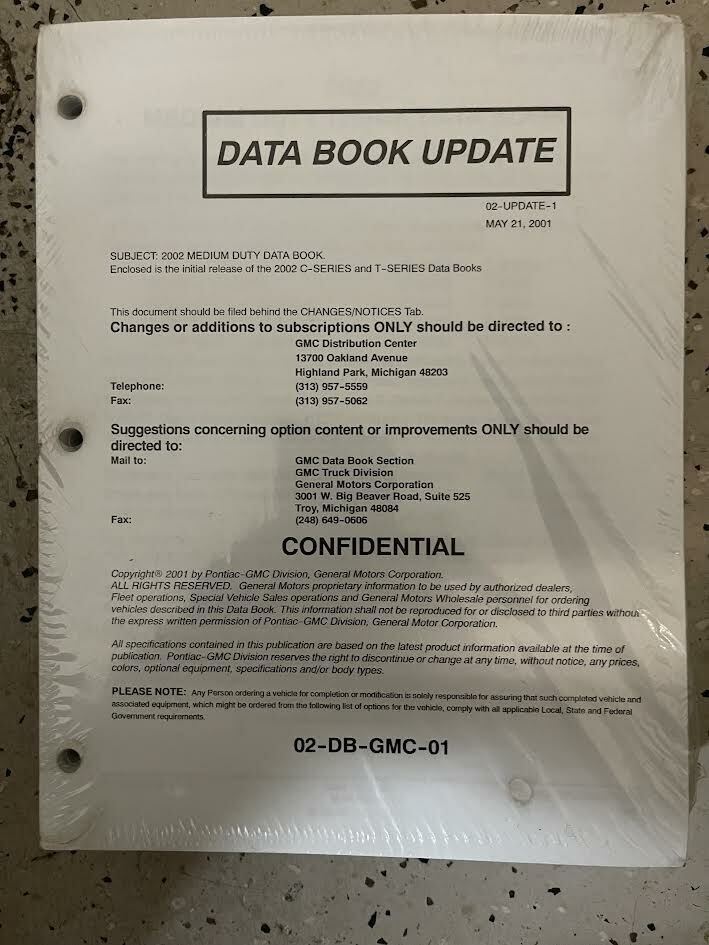 DATA BOOK UPDATE
02-UPDATE-1
MAY 21, 2001
SUBJECT: 2002 MEDIUM DUTY DATA BOOK.
Enclosed is the initial release of the 2002 C-SERIES and T-SERIES Data Books
This document should be filed behind the CHANGES/NOTICES Tab.
Changes or additions to subscriptions ONLY should be directed to :
GMC Distribution Center
13700 Oakland Avenue
Highland Park, Michigan 48203
Telephone: (313) 957-5559
Fax: (313) 957-5062
Suggestions concerning option content or improvements ONLY should be
directed to:
Mail to: GMC Data Book Section
GMC Truck Division
General Motors Corporation
3001 W. Big Beaver Road, Suite 525
Troy, Michigan 48084
Fax: (248) 649-0606
CONFIDENTIAL
Copyright® 2001 by Pontiac-GMC Division, General Motors Corporation.
ALL RIGHTS RESERVED. General Motors proprietary information to be used by authorized dealers,
Fleet operations, Special Vehicle Sales operations and General Motors Wholesale personnel for ordering
vehicles described in this Data Book. This information shall not be reproduced for or disclosed to third parties without
the express written permission of Pontiac-GMC Division, General Motor Corporation.
All specifications contained in this publication are based on the latest product information available at the time of
publication. Pontiac-GMC Division reserves the right to discontinue or change at any time, without notice, any prices,
colors, optional equipment, specifications and/or body types.
PLEASE NOTE: Any Person ordering a vehicle for completion or modification is solely responsible for assuring that such completed vehicle and
associated equipment, which might be ordered from the following list of options for the vehicle, comply with all applicable Local, State and Federal
Government requirements.
02-DB-GMC-01